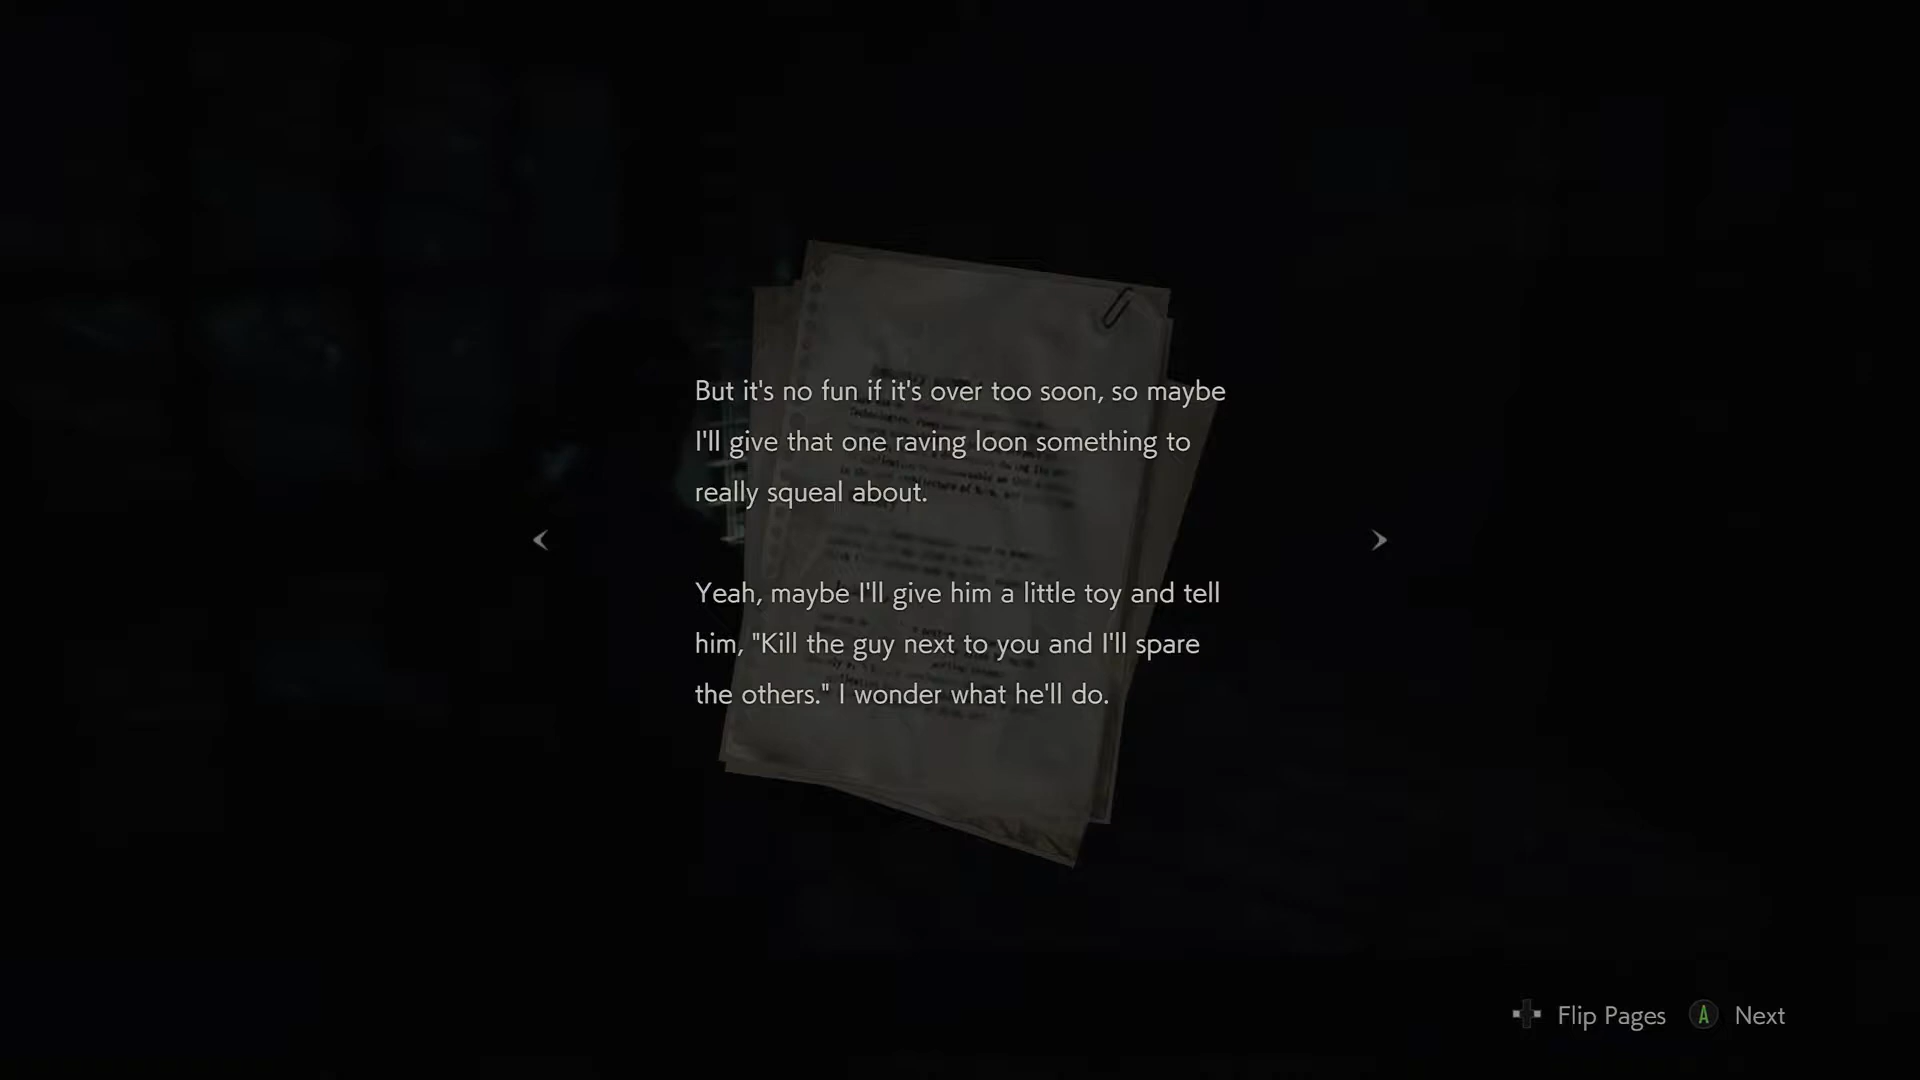 But it's no fun if it's over too soon, so maybe
I'll give that one raving loon something to
really squeal about.
Yeah, maybe I'll give him a little toy and tell
him, "Kill the guy next to you and I'll spare
the others." I wonder what he'll do.
Flip Pages A Next